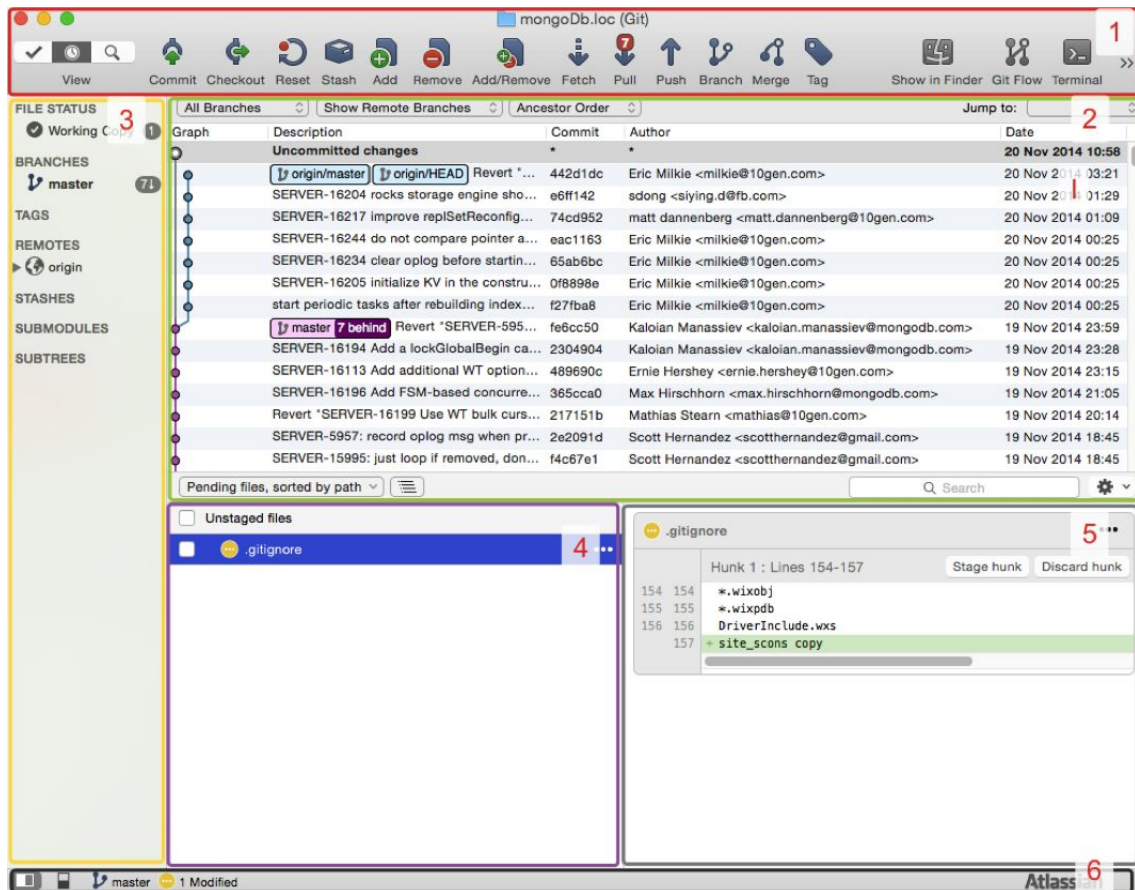 mongoDb.loc (Git)
1
View Commit Checkout Reset Stash Add Remove Add/Remove Fetch 7 Pull Push Branch Merge Tag Show in Finder Git Flow Terminal
FILE STATUS
3
Working Copy 1
BRANCHES
master 7↓
TAGS
REMOTES
origin
STASHES
SUBMODULES
SUBTREES
All Branches Show Remote Branches Ancestor Order Jump to:
2
Graph Description Commit Author Date
Uncommitted changes * * 20 Nov 2014 10:58
origin/master origin/HEAD Revert "... 442d1dc Eric Milkie <milkie@10gen.com> 20 Nov 2014 03:21
SERVER-16204 rocks storage engine sho... e6ff142 sdong <siying.d@fb.com> 20 Nov 2014 01:29
SERVER-16217 improve replSetReconfig... 74cd952 matt dannenberg <matt.dannenberg@10gen.com> 20 Nov 2014 01:09
SERVER-16244 do not compare pointer a... eac1163 Eric Milkie <milkie@10gen.com> 20 Nov 2014 00:25
SERVER-16234 clear oplog before startin... 65ab6bc Eric Milkie <milkie@10gen.com> 20 Nov 2014 00:25
SERVER-16205 initialize KV in the constru... 0f8898e Eric Milkie <milkie@10gen.com> 20 Nov 2014 00:25
start periodic tasks after rebuilding index... f27fba8 Eric Milkie <milkie@10gen.com> 20 Nov 2014 00:25
master 7 behind Revert "SERVER-595... fe6cc50 Kaloian Manassiev <kaloian.manassiev@mongodb.com> 19 Nov 2014 23:59
SERVER-16194 Add a lockGlobalBegin ca... 2304904 Kaloian Manassiev <kaloian.manassiev@mongodb.com> 19 Nov 2014 23:28
SERVER-16113 Add additional WT option... 489690c Ernie Hershey <ernie.hershey@10gen.com> 19 Nov 2014 23:15
SERVER-16196 Add FSM-based concurre... 365cca0 Max Hirschhorn <max.hirschhorn@mongodb.com> 19 Nov 2014 21:05
Revert "SERVER-16199 Use WT bulk curs... 217151b Mathias Stearn <mathias@10gen.com> 19 Nov 2014 20:14
SERVER-5957: record oplog msg when pr... 2e2091d Scott Hernandez <scotthernandez@gmail.com> 19 Nov 2014 18:45
SERVER-15995: just loop if removed, don... f4c67e1 Scott Hernandez <scotthernandez@gmail.com> 19 Nov 2014 18:45
Pending files, sorted by path Search
Unstaged files
.gitignore 4
.gitignore 5
Hunk 1 : Lines 154-157 Stage hunk Discard hunk
154 154 *.wixobj
155 155 *.wixpdb
156 156 DriverInclude.wxs
157 + site_scons copy
master 1 Modified Atlassian 6